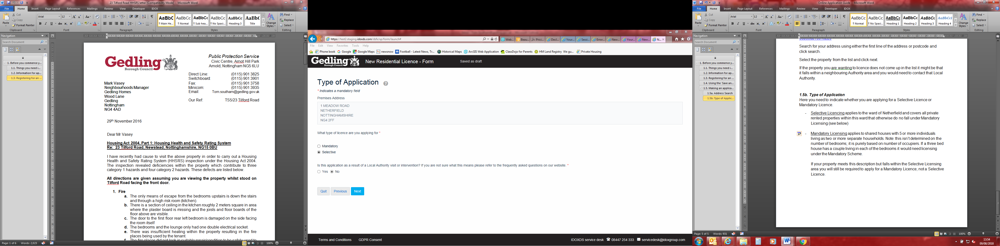 23 Tilford Road HHSRS letter [Compatibility Mode] - Microsoft Word
File Home Insert Page Layout References Mailings Review View Developer IDOX
Cut
Copy
Format Painter
Paste
Clipboard
Arial 12
Font
Paragraph
AaBbC AaBbCc AaBbCc AaBbCc AaBbCc AaBbC
¶ Main He... ¶ Normal ¶ Sub hea... ¶ No Spaci... Heading 3 Title
Change Styles
Styles
Find
Replace
Select
Editing
Navigation
Search Document
1. Before you commence y...
1.1. Things you need i...
1.2. Information for ap...
1.3. Registering for an ...
Gedling
Borough Council
Public Protection Service
Civic Centre, Arnot Hill Park
Arnold, Nottingham NG5 6LU
Direct Line: (0115) 901 3825
Switchboard: (0115) 901 3901
Fax: (0115) 901 3758
Minicom: (0115) 901 3935
Email: Tom.southam@gedling.gov.uk
Our Ref: TS5/23 Tilford Road
Mark Vasey
Neighbourhoods Manager
Gedling Homes
Wood Lane
Gedling
Nottingham
NG4 4AD
29th November 2016
Dear Mr Vasey
Housing Act 2004, Part 1: Housing Health and Safety Rating System
Re: 23 Tilford Road, Newstead, Nottinghamshire, NG15 0BU
I have recently had cause to visit the above property in order to carry out a Housing
Health and Safety Rating System (HHSRS) inspection under the Housing Act 2004.
The inspection revealed deficiencies within the property which contribute to three
category 1 hazards and four category 2 hazards. These defects are listed below.
All directions are given assuming you are viewing the property whilst stood on
Tilford Road facing the front door.
1. Fire
a. The only means of escape from the bedrooms upstairs is down the stairs
and through a high risk room (kitchen).
b. There is a section of ceiling in the kitchen roughly 2 meters square in area
where the plaster board is missing and the joists and floor boards of the
floor above are visible.
c. The door to the first floor rear left bedroom is damaged on the side facing
the room itself
d. The bedrooms and the lounge only had one double electrical socket.
e. There was insufficient heating within the property resulting in the fire
places being used by the tenant.
f. The fire places did not look in suitable repair/condition to be safely used to
Page: 1 of 6 Words: 2,023 100%
https://test2.staging.idoxds.com/dsfx/xp/form/launch#
Web... Beau... Prici... Decl... Your... Sessi... Error... New... Your... New... N...
File Edit View Favorites Tools Help
Phone book Google Google Maps newsnow Football - Latest News, Tr... Historical Maps ArcGIS Web Application ClassDojo for Parents HM Land Registry We gu... Private Housing
Gedling
Borough Council
New Residential Licence - Form Saved as draft
Type of Application ?
* Indicates a mandatory field
Premises Address
1 MEADOW ROAD
NETHERFIELD
NOTTINGHAMSHIRE
NG4 2FF
What type of licence are you applying for *
Mandatory
Selective
Is this application as a result of a Local Authority visit or intervention? If you are not sure what this means please refer to the frequently asked questions on our website. *
Yes No
Quit Previous Next
Terms and Conditions GDPR Consent IDOXDS service desk 08447 254 333 servicedesk@idoxgroup.com
Online Application Guide - Microsoft Word
File Home Insert Page Layout References Mailings Review View Developer IDOX
Cut
Copy
Format Painter
Paste
Clipboard
Arial 12
Font
Paragraph
AaBbCc AaBbCc AaBbCc AaBbCc AaBbCc AaBbCcI
¶ Normal ¶ No Spaci... Heading 1 Heading 2 Heading 3 Heading 4
Change Styles
Styles
Find
Replace
Select
Editing
Navigation
Search Document
1. Before you commence y...
1.1. Things you need i...
1.2. Information for ap...
1.3. Registering for an ...
1.4. Using the 'Save an...
1.5. Making an applica...
1.5a. Address Search
1.5b. Type of Applic...
Search for your address using either the first line of the address or postcode and
click search.
Select the property from the list and click next.
If the property you are wanting to licence does not come up in the list it might be that
it falls within a neighbouring Authority area and you would need to contact that Local
Authority.
1.5b. Type of Application
Here you need to indicate whether you are applying for a Selective Licence or
Mandatory Licence.
- Selective Licencing applies to the ward of Netherfield and covers all private
rented properties within this ward that otherwise do no fall under Mandatory
Licensing (see below)
- Mandatory Licensing applies to shared houses with 5 or more individuals
living as two or more separate households. Note: this isn't determined on the
number of bedrooms; it is purely based on number of occupiers. If a three bed
house has a couple living in each of the bedrooms it would need licensing
under the Mandatory Scheme.
If your property meets this description but falls within the Selective Licensing
area you will still be required to apply for a Mandatory Licence, not a Selective
Licence.
Page: 5 of 5 Words: 931 100%
13:54
09/08/2018